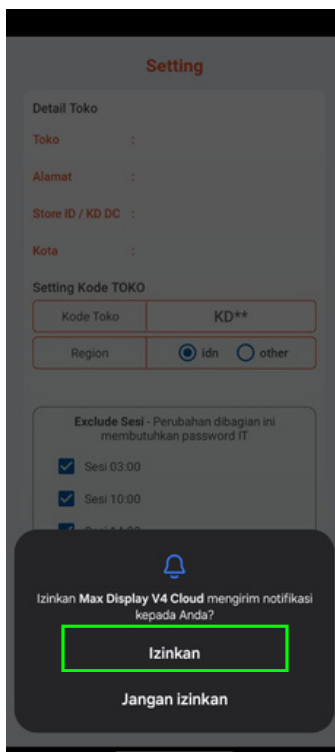 Setting
Detail Toko
Toko :
Alamat :
Store ID / KD DC :
Kota :
Setting Kode TOKO
Kode Toko KD**
Region idn other
Exclude Sesi - Perubahan dibagian ini
membutuhkan password IT
Sesi 03:00
Sesi 10:00
Izinkan Max Display V4 Cloud mengirim notifikasi
kepada Anda?
Izinkan
Jangan izinkan